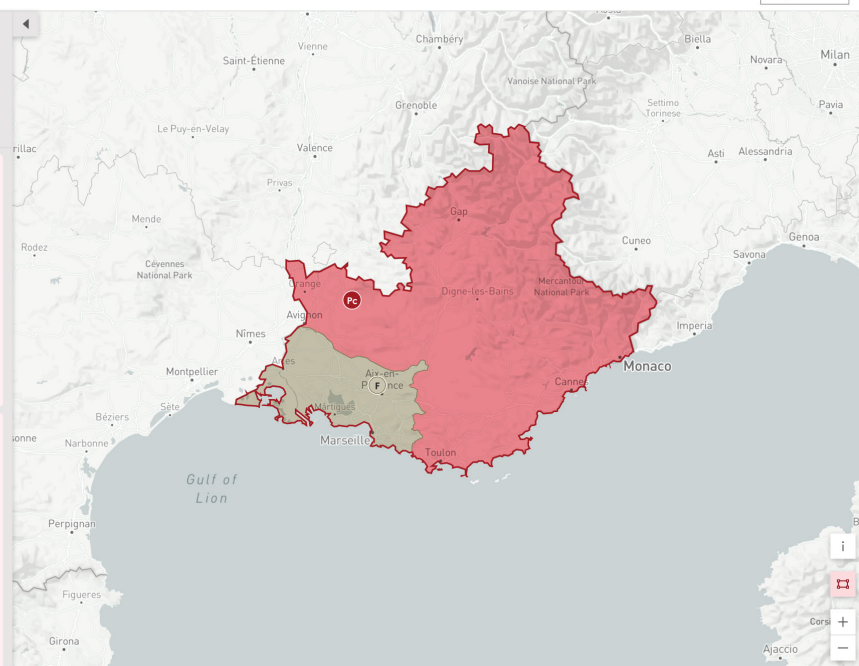 Chambéry
Vienne
Biella
Saint-Étienne
Novara
Milan
Vanoise National Park
Grenoble
Settimo
Torinese
Pavia
Le Puy-en-Velay
rillac
Valence
Asti
Alessandria
Privas
Gap
Mende
Rodez
Cuneo
Genoa
Savona
Cévennes
National Park
Orange
Pc
Digne-les-Bains
Mercantour
National Park
Avignon
Imperia
Nîmes
Arles
Monaco
Montpellier
Aix-en-
Provence
F
Cannes
Sète
Martigues
Béziers
sonne
Narbonne
Marseille
Toulon
Gulf of
Lion
Perpignan
i
Figueres
Corsi
+
Girona
−
Ajaccio